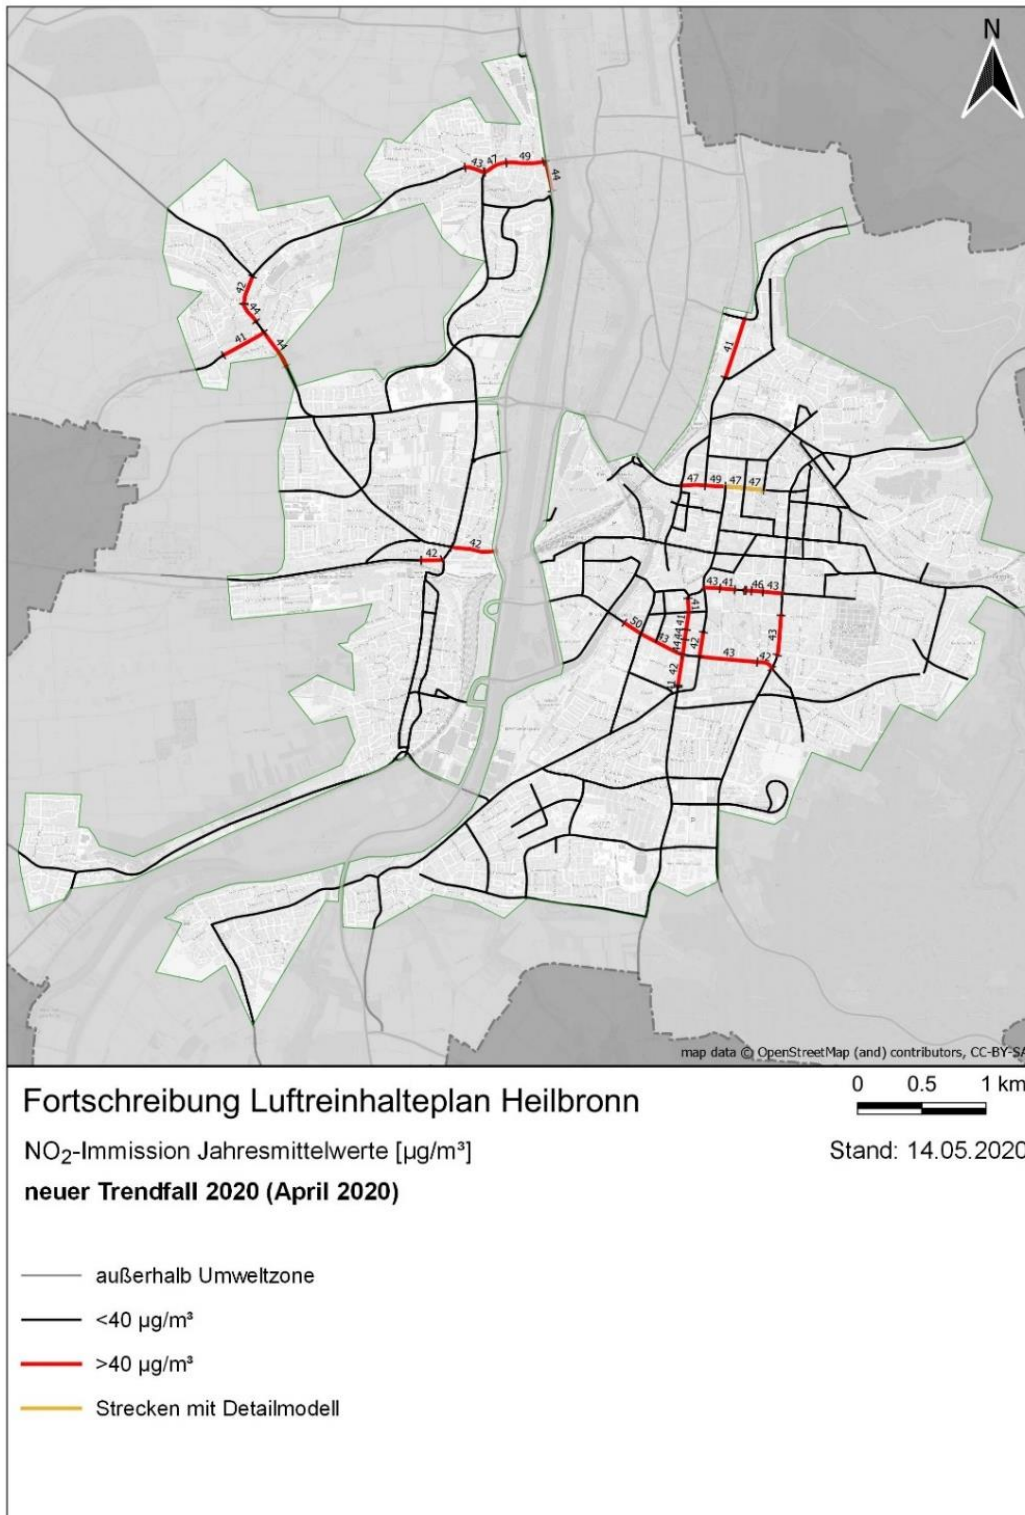 N
43
47
49
44
42
44
41
44
41
47
49
47
47
42
42
43
41
46
43
41
41
50
43
44
42
43
43
42
42
map data © OpenStreetMap (and) contributors, CC-BY-SA
Fortschreibung Luftreinhalteplan Heilbronn
0 0.5 1 km
NO₂-Immission Jahresmittelwerte [µg/m³]
Stand: 14.05.2020
neuer Trendfall 2020 (April 2020)
außerhalb Umweltzone
<40 µg/m³
>40 µg/m³
Strecken mit Detailmodell